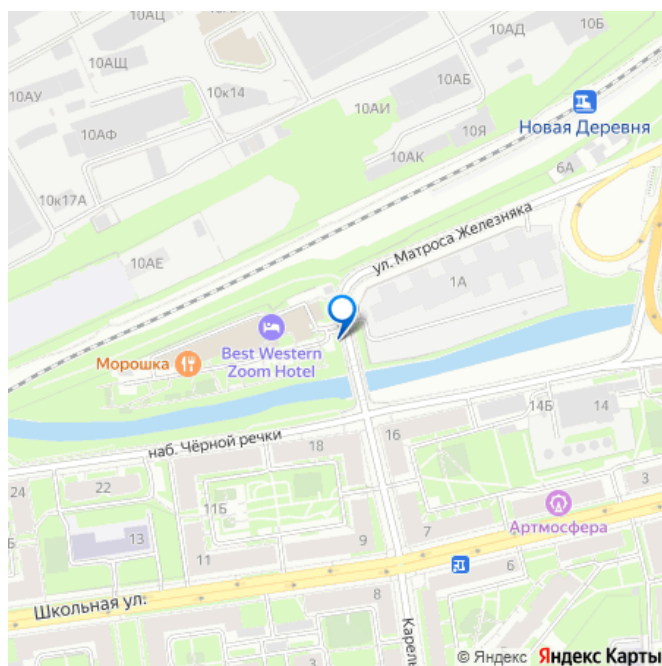 10АЦ
10АД
10Б
10АЩ
10к14
10АБ
10АУ
10АИ
10АФ
10Я
Новая Деревня
10АК
6А
10к17А
ул. Матроса Железняка
10АЕ
1А
Best Western
Zoom Hotel
Морошка
наб. Чёрной речки
14Б
14
18
16
24
22
11Б
3
Артмосфера
13
7
Б
11
9
6
Школьная ул.
8
Карель
© Яндекс Яндекс Карты